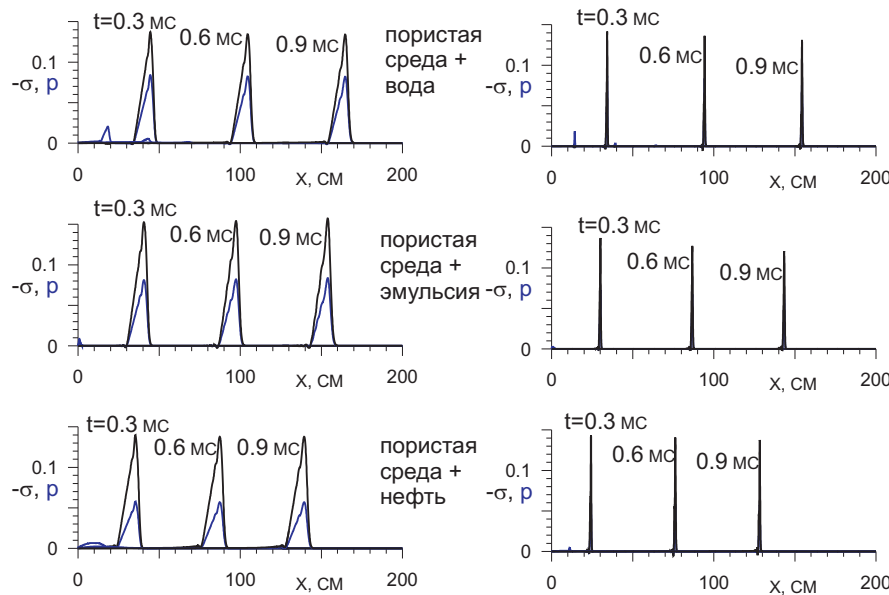 t=0.3 мс
0.6 мс
0.9 мс
0.1
-σ, p
0
0
100
200
X, СМ
пористая
среда +
вода
t=0.3 мс
0.6 мс
0.9 мс
0.1
-σ, p
0
0
100
200
X, СМ
t=0.3 мс
0.6 мс
0.9 мс
0.1
-σ, p
0
0
100
200
X, СМ
пористая
среда +
эмульсия
t=0.3
0.6 мс
0.9 мс
0.1
-σ, p
0
0
100
200
X, СМ
t=0.3 мс
0.6 мс
0.9 мс
0.1
-σ, p
0
0
100
200
X, СМ
пористая
среда +
нефть
t=0.3 мс
0.6 мс
0.9 мс
0.1
-σ, p
0
0
100
200
X, СМ